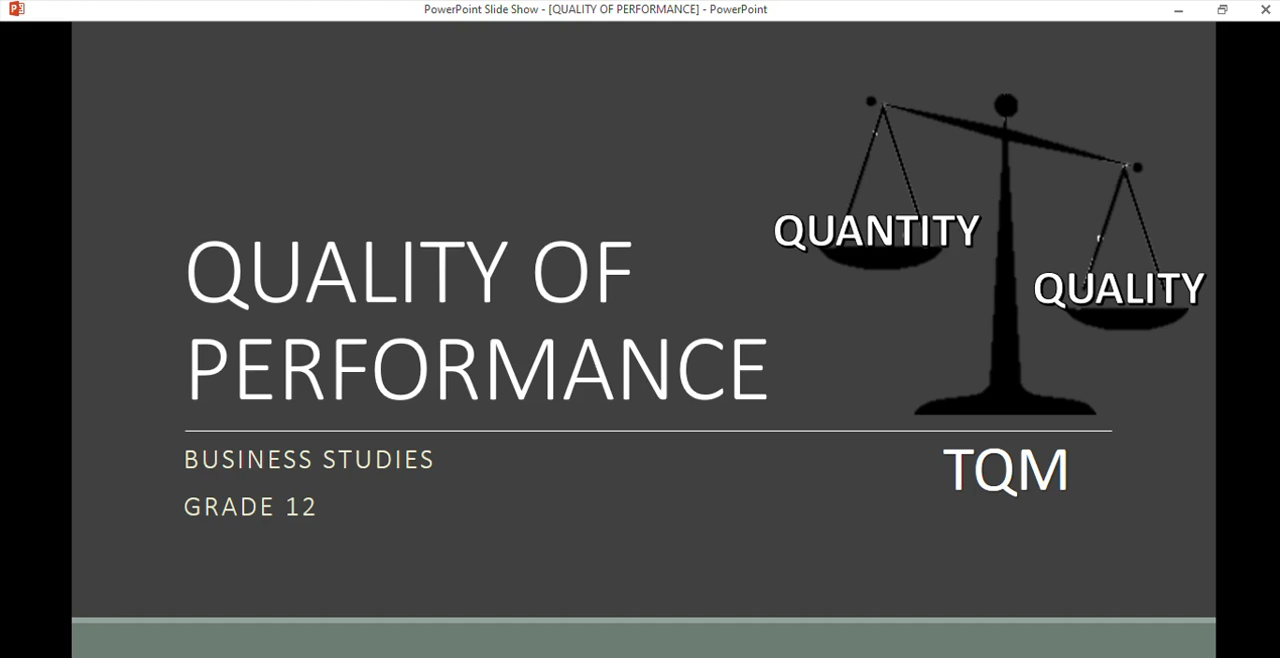 PowerPoint Slide Show - [QUALITY OF PERFORMANCE] - PowerPoint
QUANTITY
QUALITY
QUALITY OF
PERFORMANCE
BUSINESS STUDIES
GRADE 12
TQM